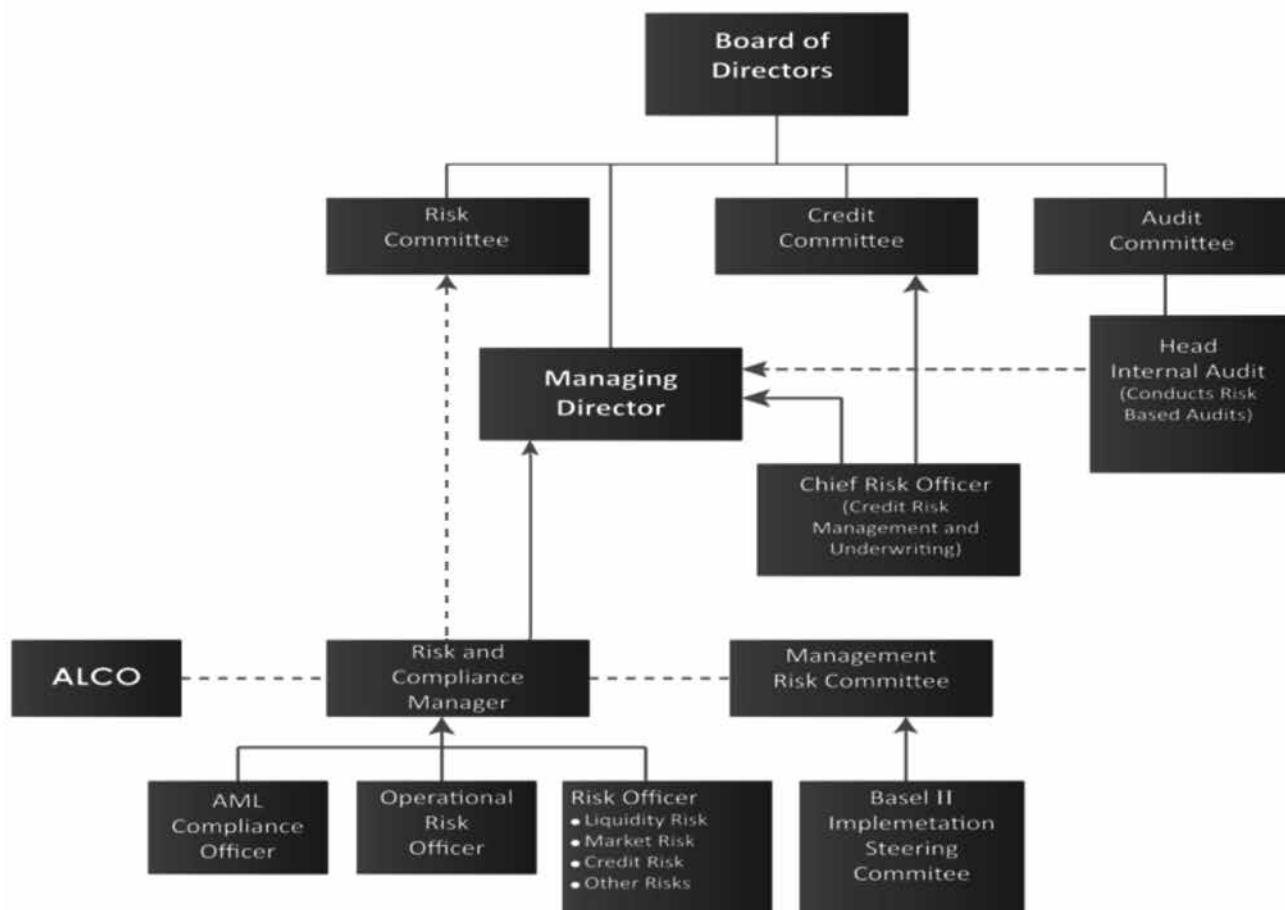 Board of
Directors
Risk
Committee
Credit
Committee
Audit
Committee
Managing
Director
Head
Internal Audit
(Conducts Risk
Based Audits)
Chief Risk Officer
(Credit Risk
Management and
Underwriting)
ALCO
Risk and
Compliance
Manager
Management
Risk Committee
AML
Compliance
Officer
Operational
Risk
Officer
Risk Officer
• Liquidity Risk
• Market Risk
• Credit Risk
• Other Risks
Basel II
Implemetation
Steering
Commitee